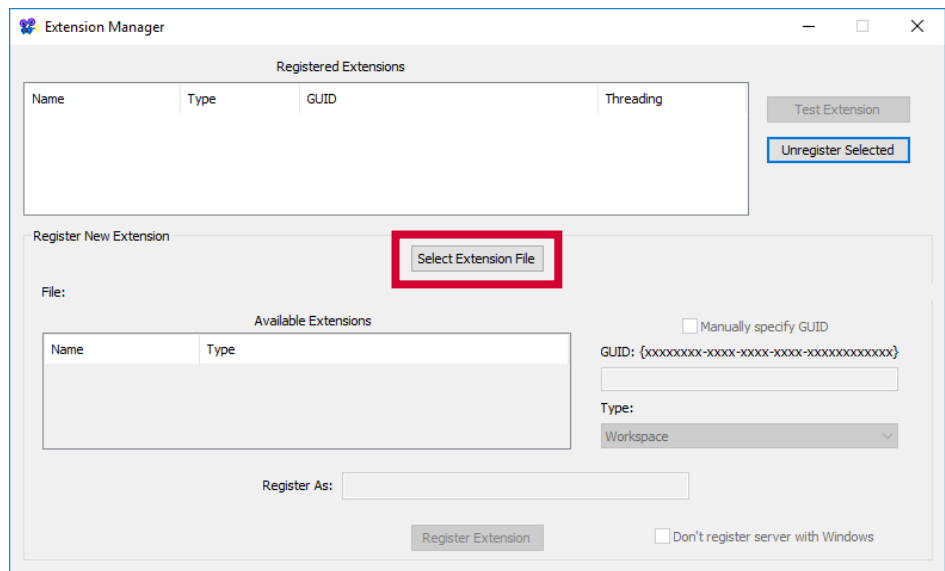 Extension Manager
Registered Extensions
Name Type GUID Threading
Test Extension
Unregister Selected
Register New Extension
Select Extension File
File:
Available Extensions
Name Type
Manually specify GUID
GUID: {xxxxxxxx-xxxx-xxxx-xxxx-xxxxxxxxxxxx}
Type:
Workspace
Register As:
Register Extension
Don't register server with Windows